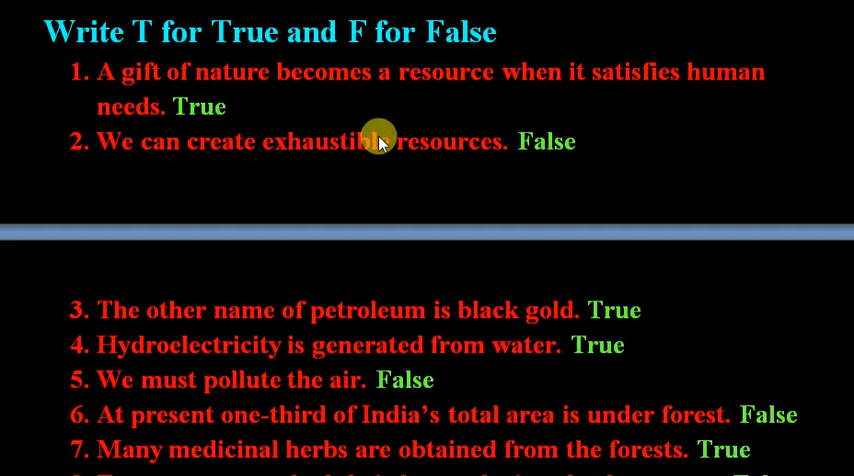 Write T for True and F for False
1. A gift of nature becomes a resource when it satisfies human
needs. True
2. We can create exhaustible resources. False
3. The other name of petroleum is black gold. True
4. Hydroelectricity is generated from water. True
5. We must pollute the air. False
6. At present one-third of India's total area is under forest. False
7. Many medicinal herbs are obtained from the forests. True